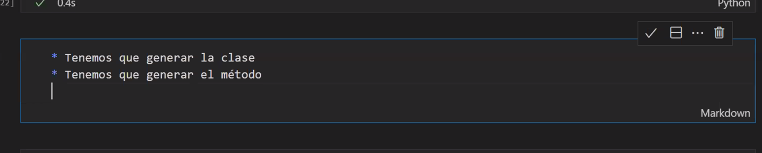 22] ✓ 0.4s Python
* Tenemos que generar la clase
* Tenemos que generar el método
Markdown